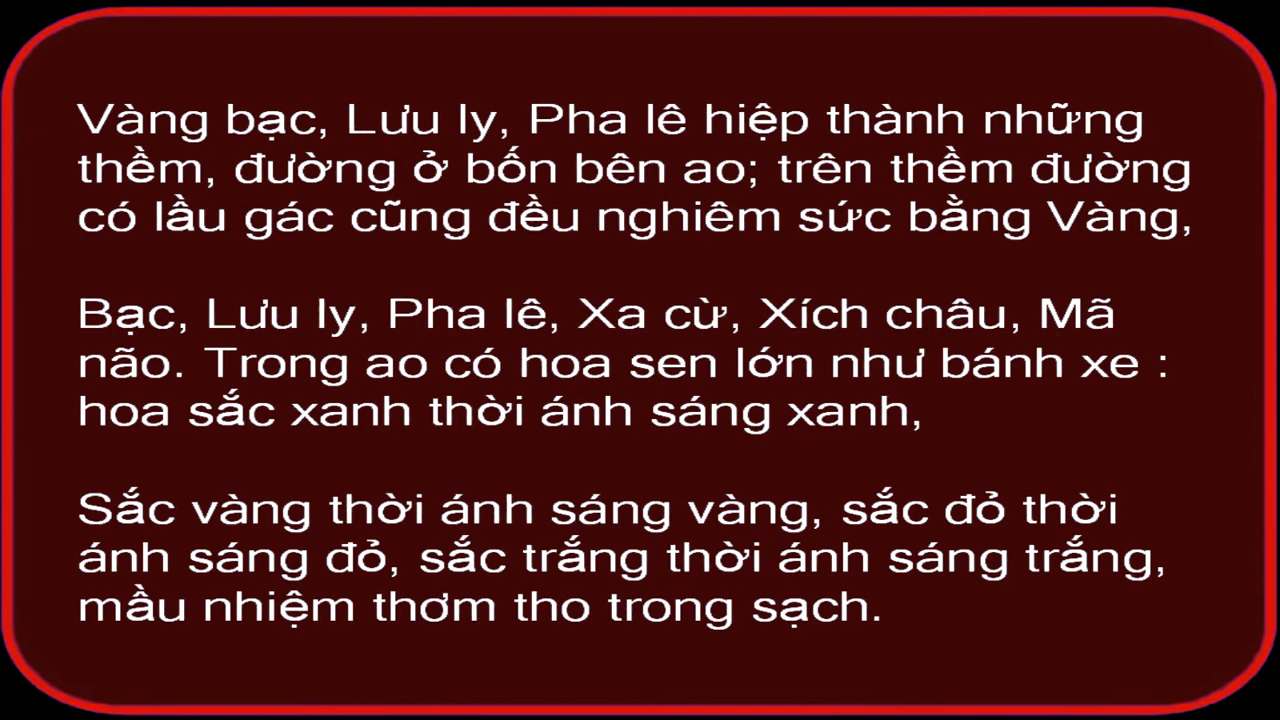 Vàng bạc, Lưu ly, Pha lê hiệp thành những
thềm, đường ở bốn bên ao; trên thềm đường
có lầu gác cũng đều nghiêm sức bằng Vàng,
Bạc, Lưu ly, Pha lê, Xa cừ, Xích châu, Mã
não. Trong ao có hoa sen lớn như bánh xe :
hoa sắc xanh thời ánh sáng xanh,
Sắc vàng thời ánh sáng vàng, sắc đỏ thời
ánh sáng đỏ, sắc trắng thời ánh sáng trắng,
mầu nhiệm thơm tho trong sạch.